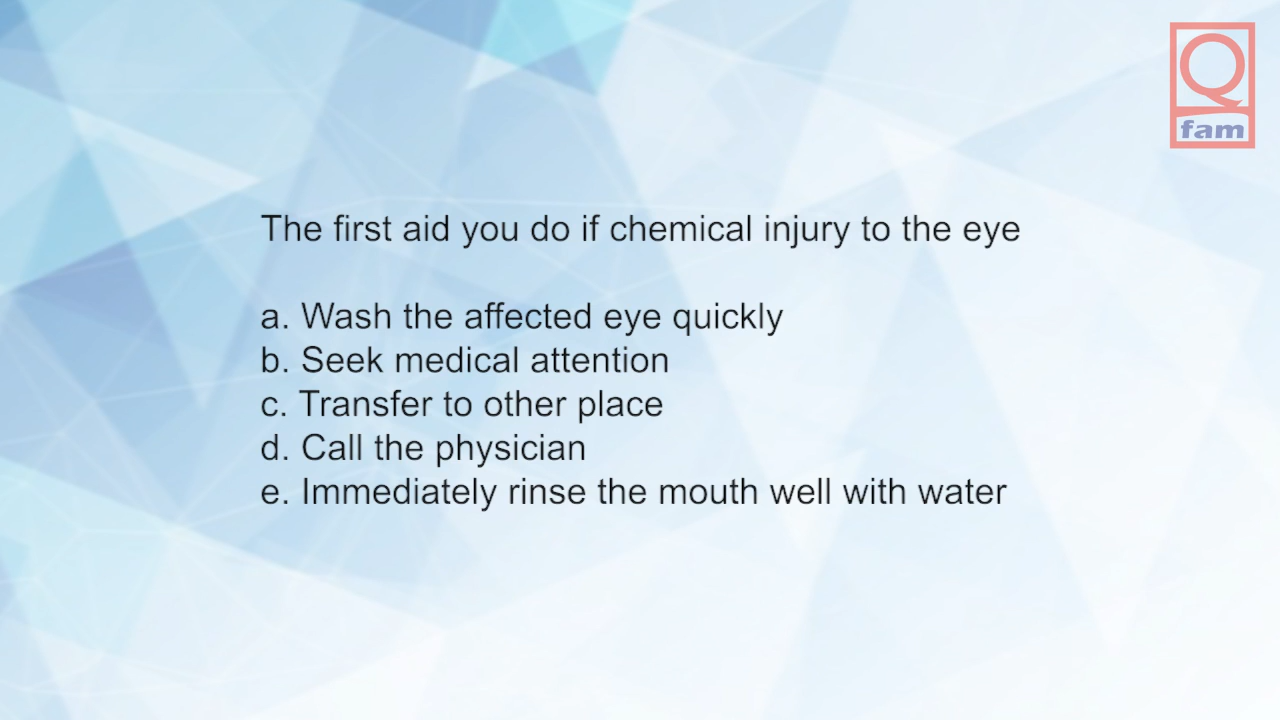 Q
fam
The first aid you do if chemical injury to the eye
a. Wash the affected eye quickly
b. Seek medical attention
c. Transfer to other place
d. Call the physician
e. Immediately rinse the mouth well with water